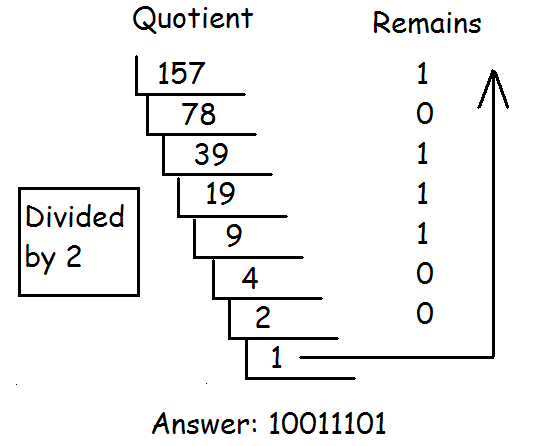 Quotient Remains
157 1
78 0
39 1
19 1
9 1
4 0
2 0
1
Divided
by 2
Answer: 10011101